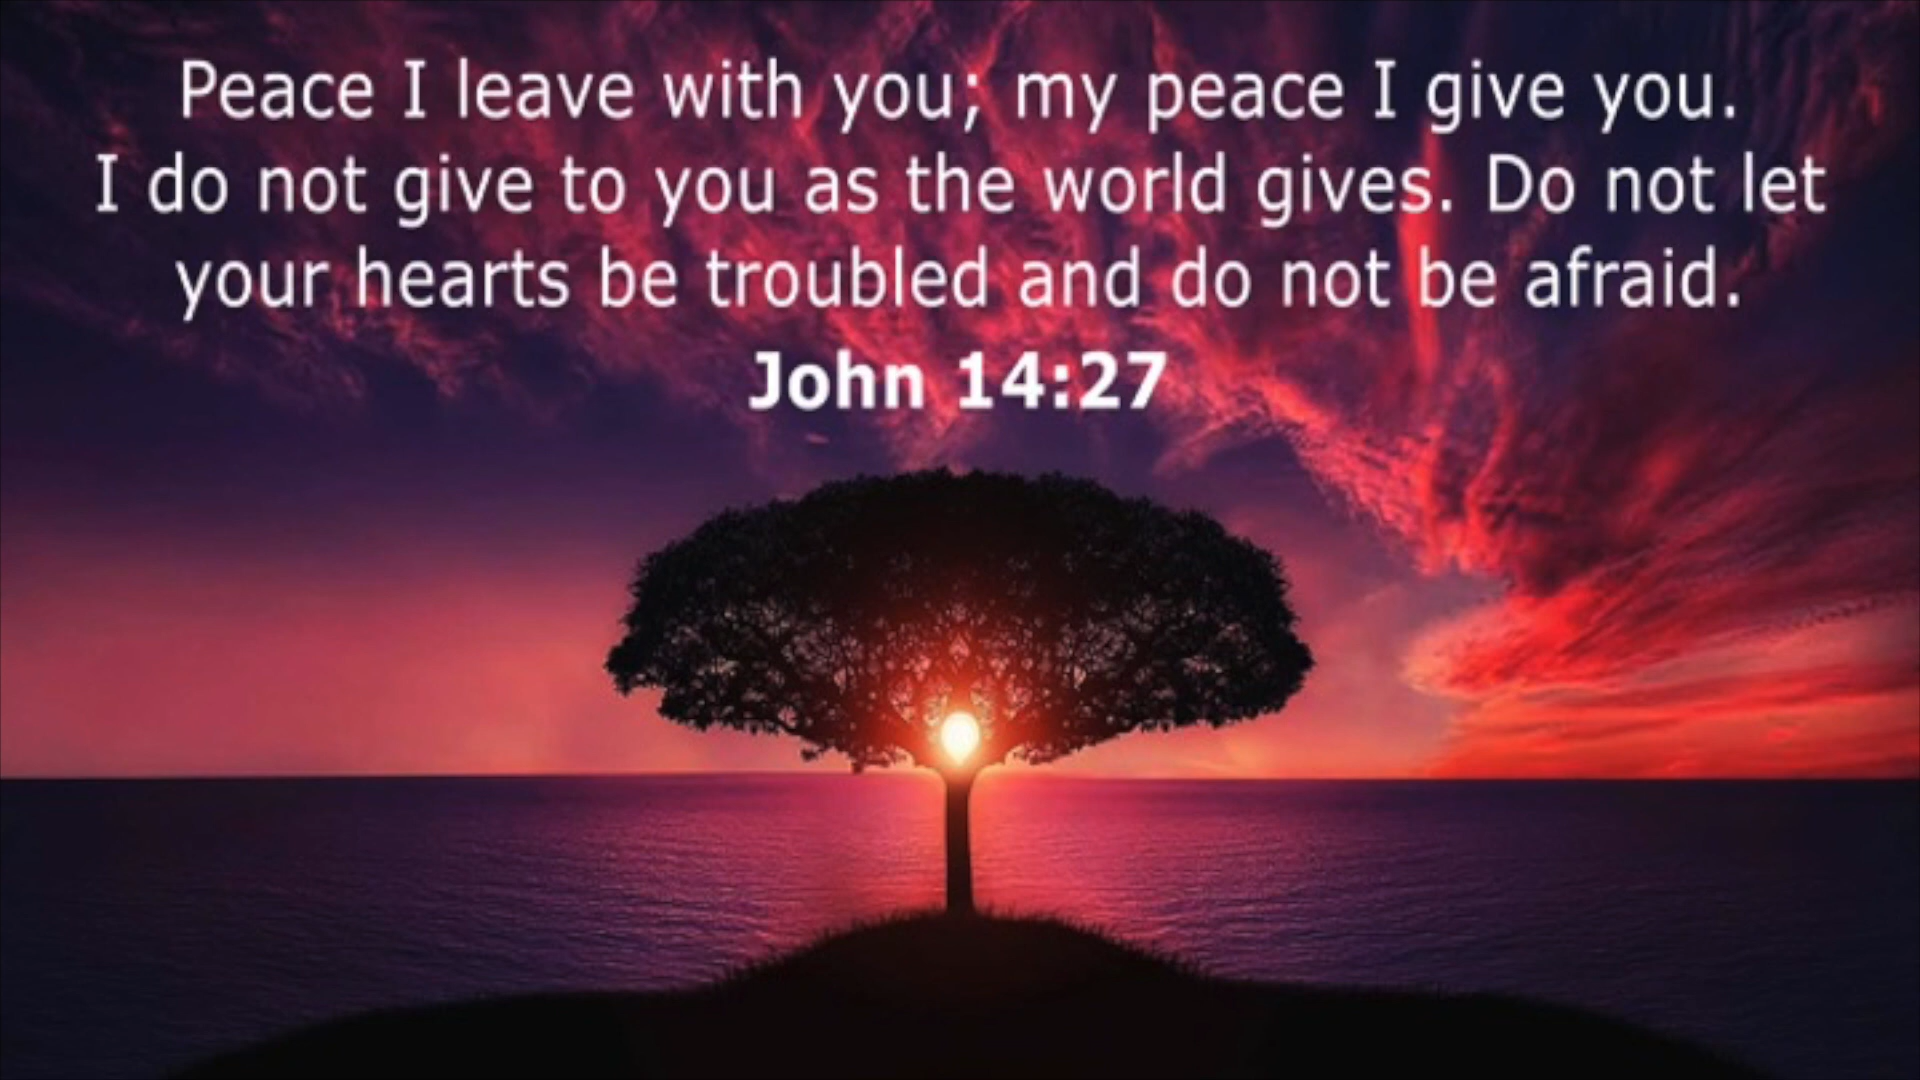 Peace I leave with you; my peace I give you.
I do not give to you as the world gives. Do not let
your hearts be troubled and do not be afraid.
John 14:27